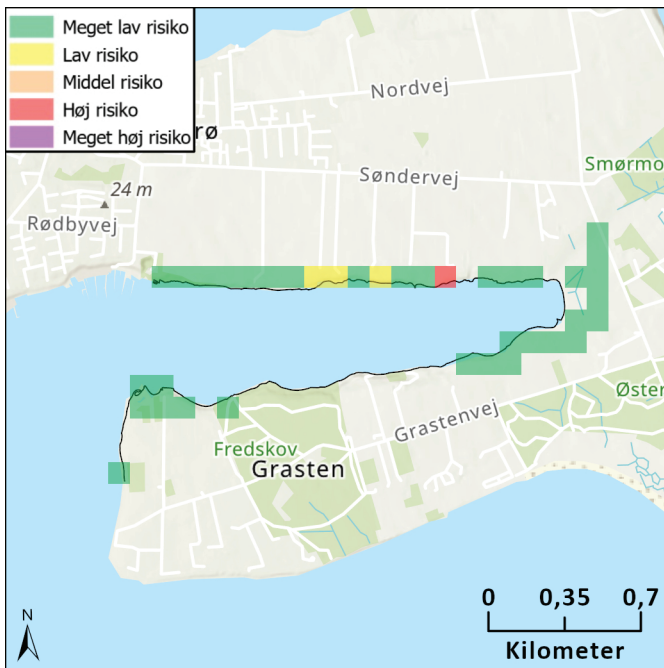 Meget lav risiko
Lav risiko
Middel risiko
Høj risiko
Meget høj risiko
rø
Nordvej
Søndervej
Smørmo
24 m
Rødbyvej
Øster
Grastenvej
Fredskov
Grasten
N
0 0,35 0,7
Kilometer